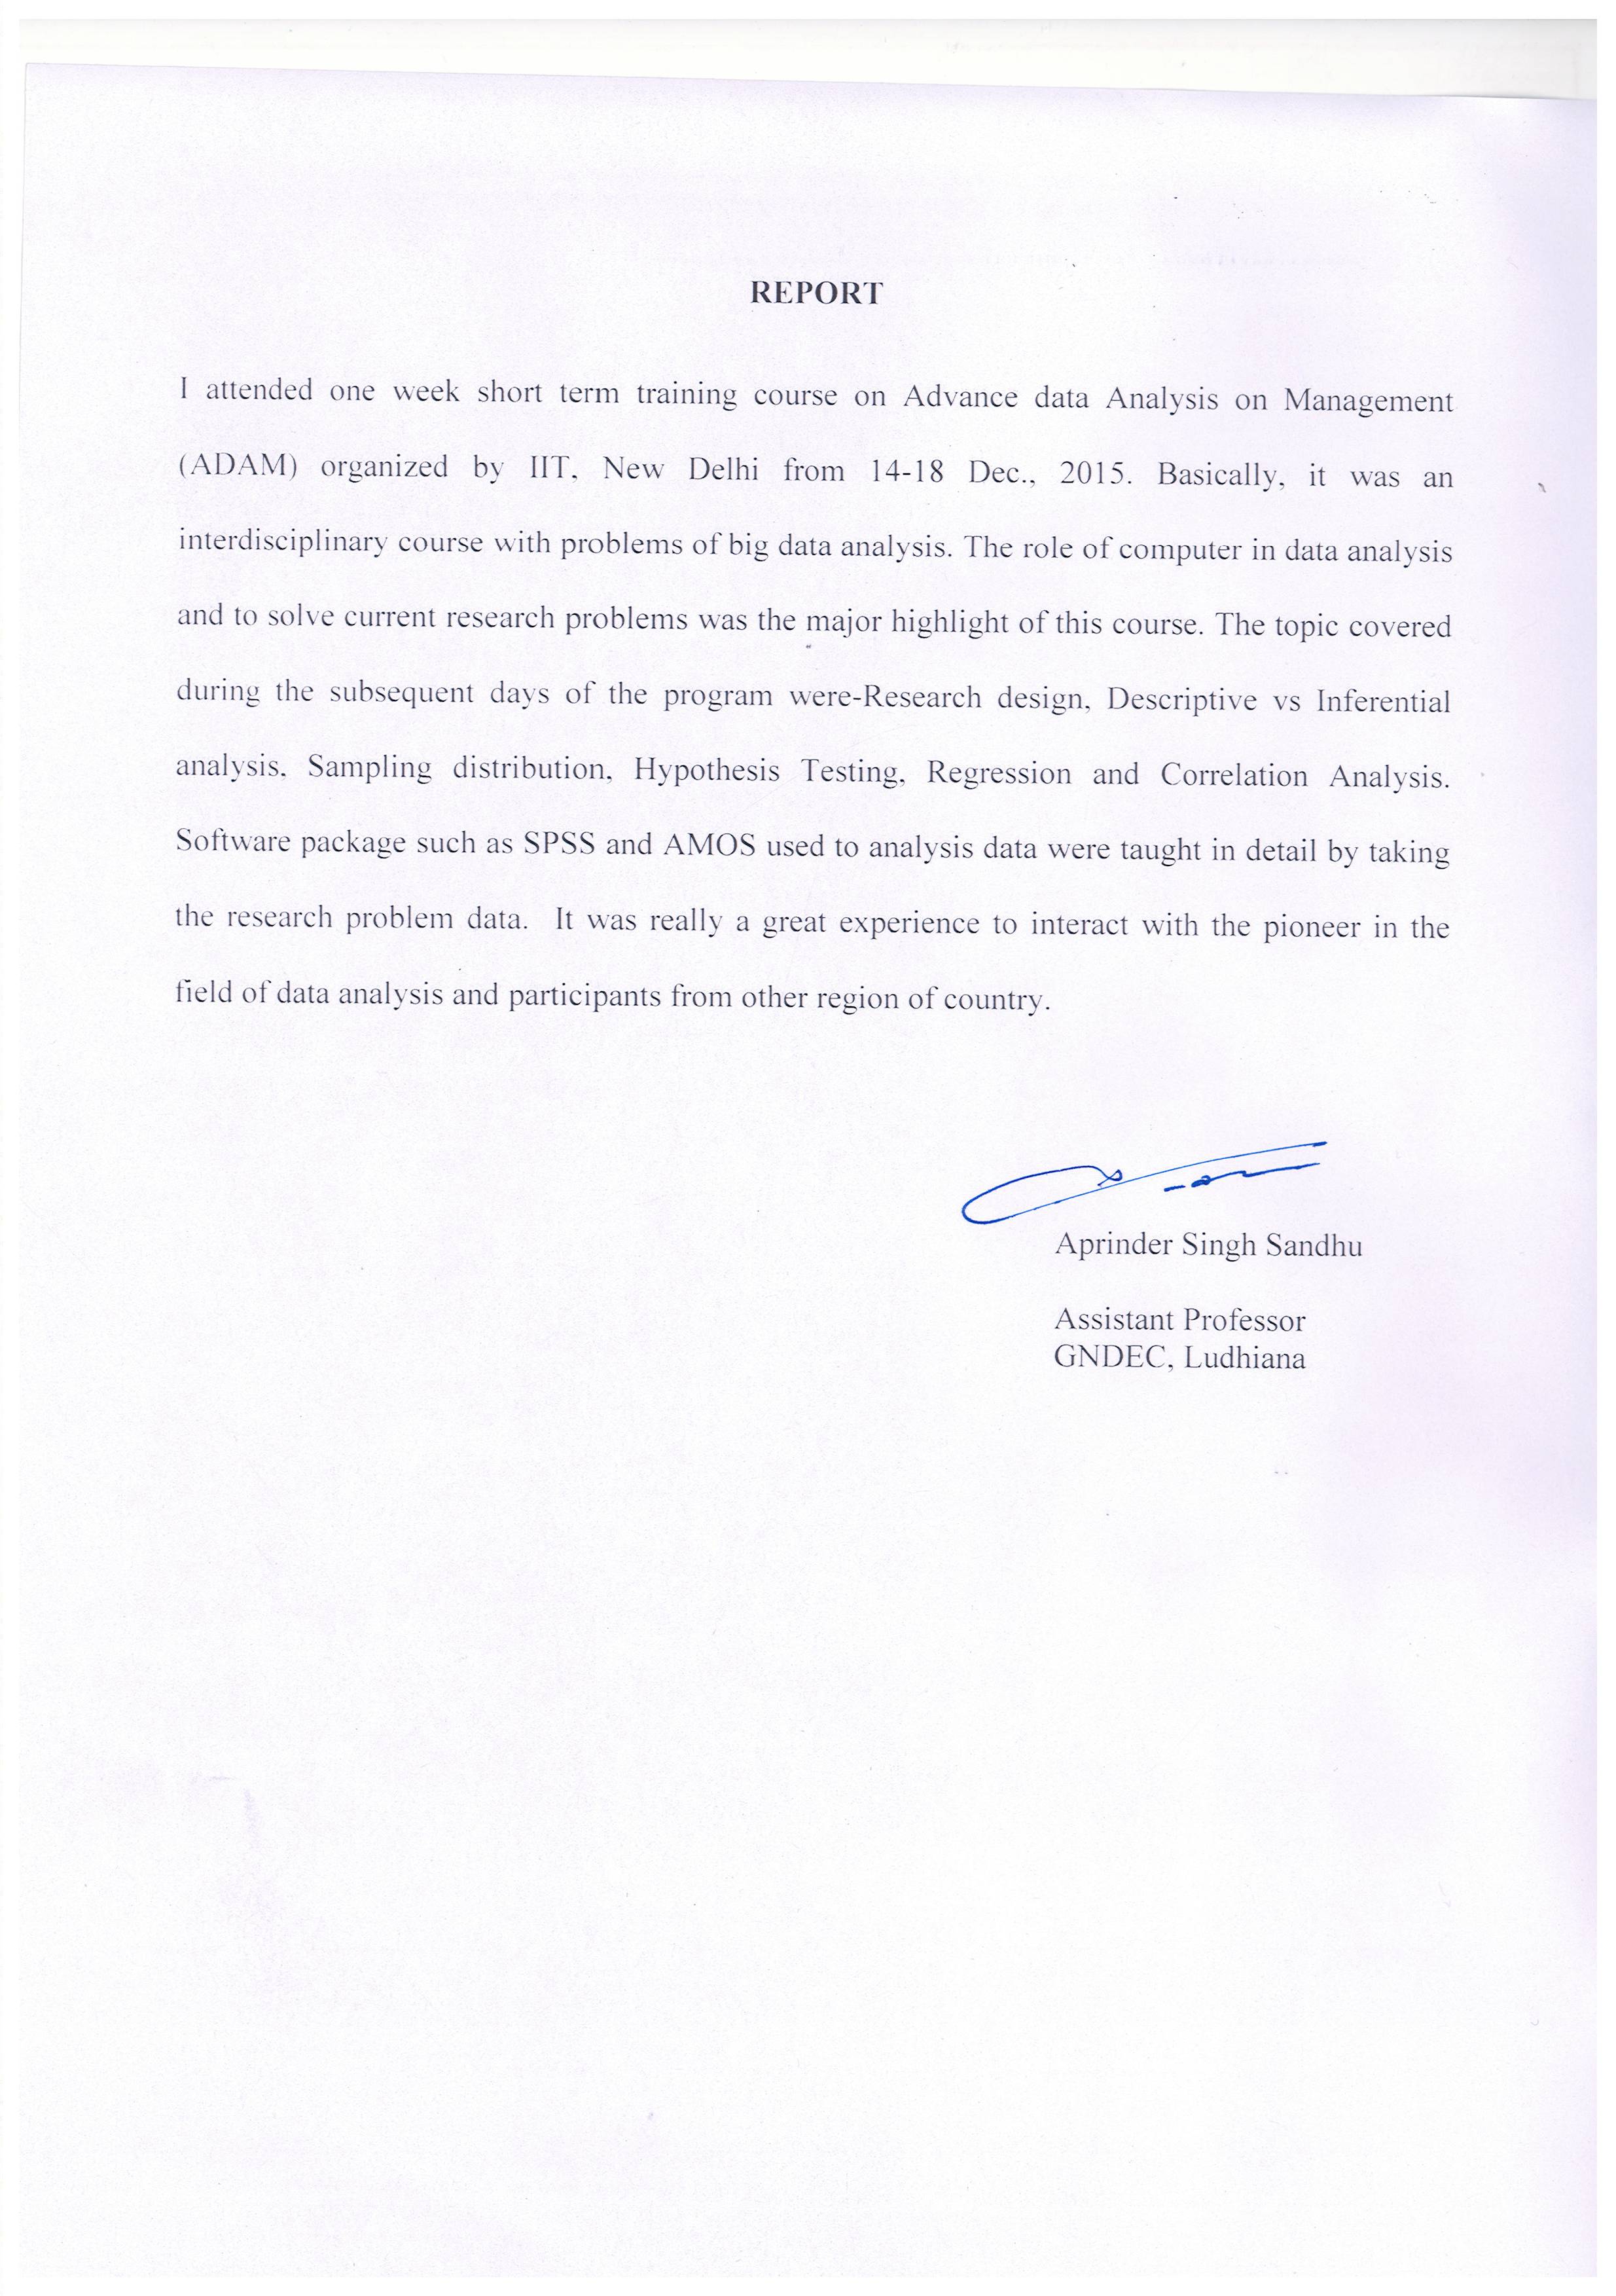 REPORT
I attended one week short term training course on Advance data Analysis on Management
(ADAM) organized by IIT, New Delhi from 14-18 Dec., 2015. Basically, it was an
interdisciplinary course with problems of big data analysis. The role of computer in data analysis
and to solve current research problems was the major highlight of this course. The topic covered
during the subsequent days of the program were-Research design, Descriptive vs Inferential
analysis, Sampling distribution, Hypothesis Testing, Regression and Correlation Analysis.
Software package such as SPSS and AMOS used to analysis data were taught in detail by taking
the research problem data. It was really a great experience to interact with the pioneer in the
field of data analysis and participants from other region of country.
Aprinder Singh Sandhu
Assistant Professor
GNDEC, Ludhiana